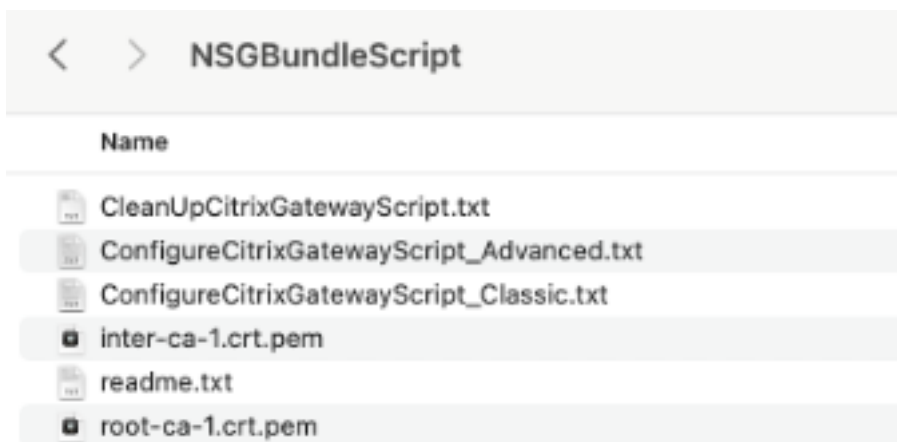 NSGBundleScript
Name
CleanUpCitrixGatewayScript.txt
ConfigureCitrixGatewayScript_Advanced.txt
ConfigureCitrixGatewayScript_Classic.txt
inter-ca-1.crt.pem
readme.txt
root-ca-1.crt.pem